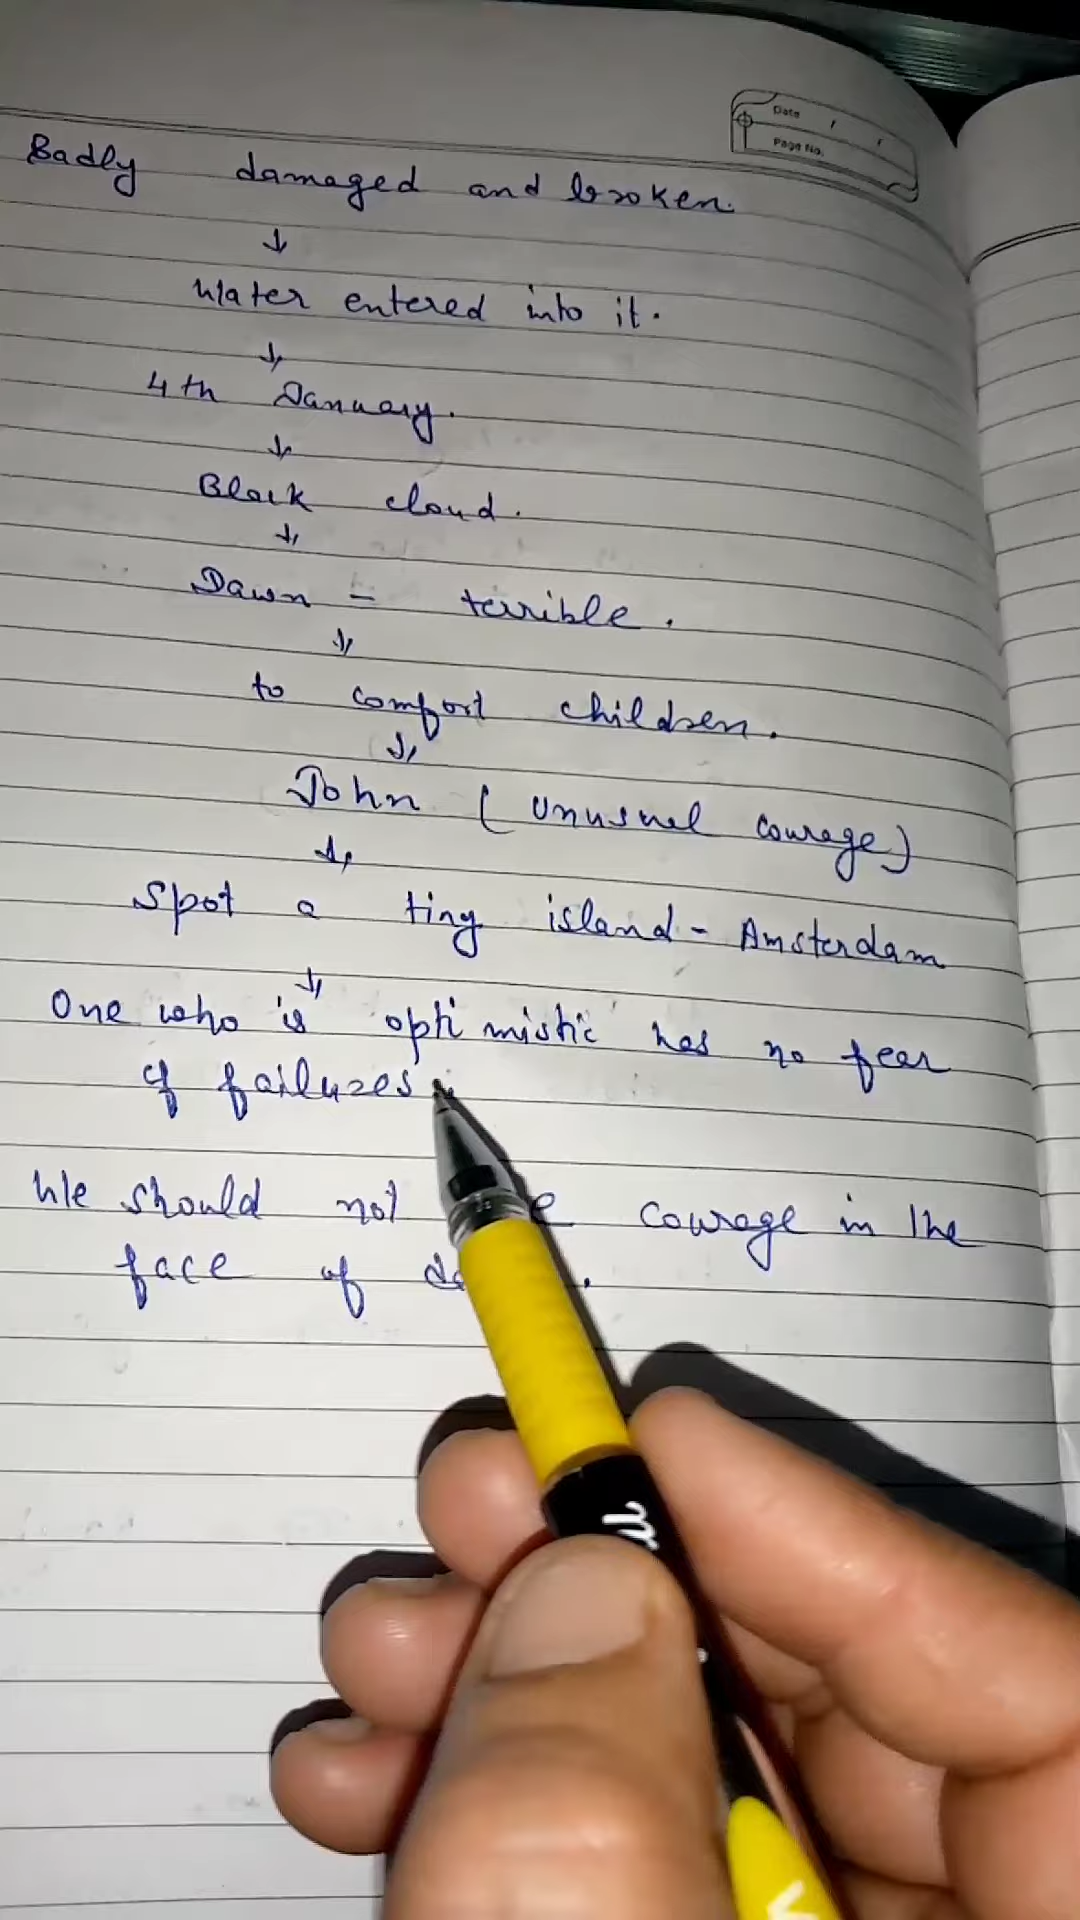 Date / /
Page No.
Badly damaged and broken.
↓
Water entered into it.
↓
4th January.
↓
Black cloud.
↓
Dawn - terrible.
↓
to comfort children.
↓
John (unusual courage)
↓
Spot a tiny island - Amsterdam
↓
One who is optimistic has no fear
of failures.
We should not courage in the
face of